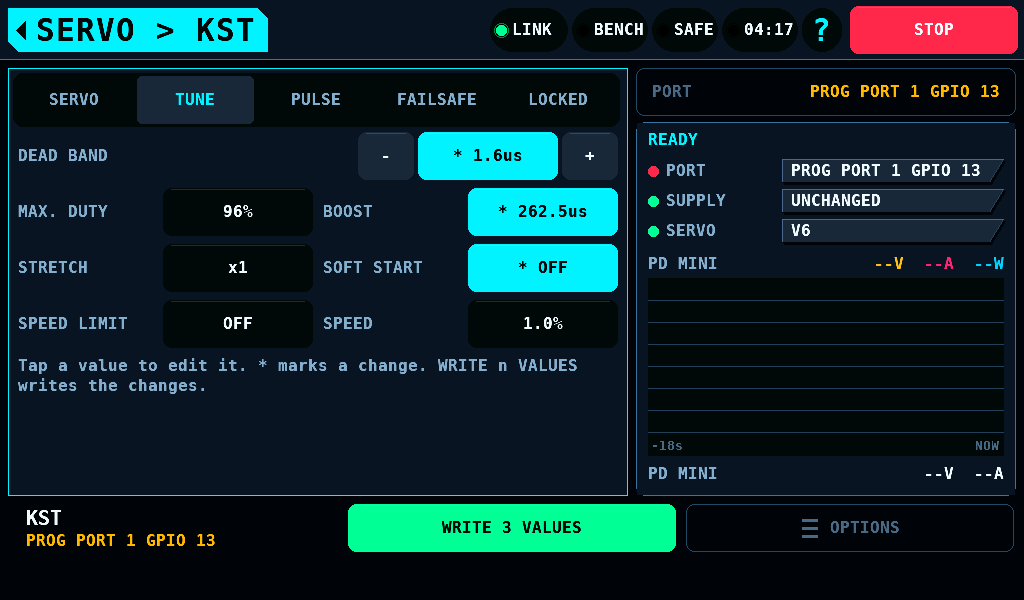 SERVO > KST
LINK
BENCH
SAFE
04:17
?
STOP
SERVO
TUNE
PULSE
FAILSAFE
LOCKED
DEAD BAND
-
* 1.6us
+
MAX. DUTY
96%
BOOST
* 262.5us
STRETCH
x1
SOFT START
* OFF
SPEED LIMIT
OFF
SPEED
1.0%
Tap a value to edit it. * marks a change. WRITE n VALUES
writes the changes.
PORT
PROG PORT 1 GPIO 13
READY
PORT
PROG PORT 1 GPIO 13
SUPPLY
UNCHANGED
SERVO
V6
PD MINI
--V
--A
--W
-18s
NOW
PD MINI
--V
--A
KST
PROG PORT 1 GPIO 13
WRITE 3 VALUES
OPTIONS